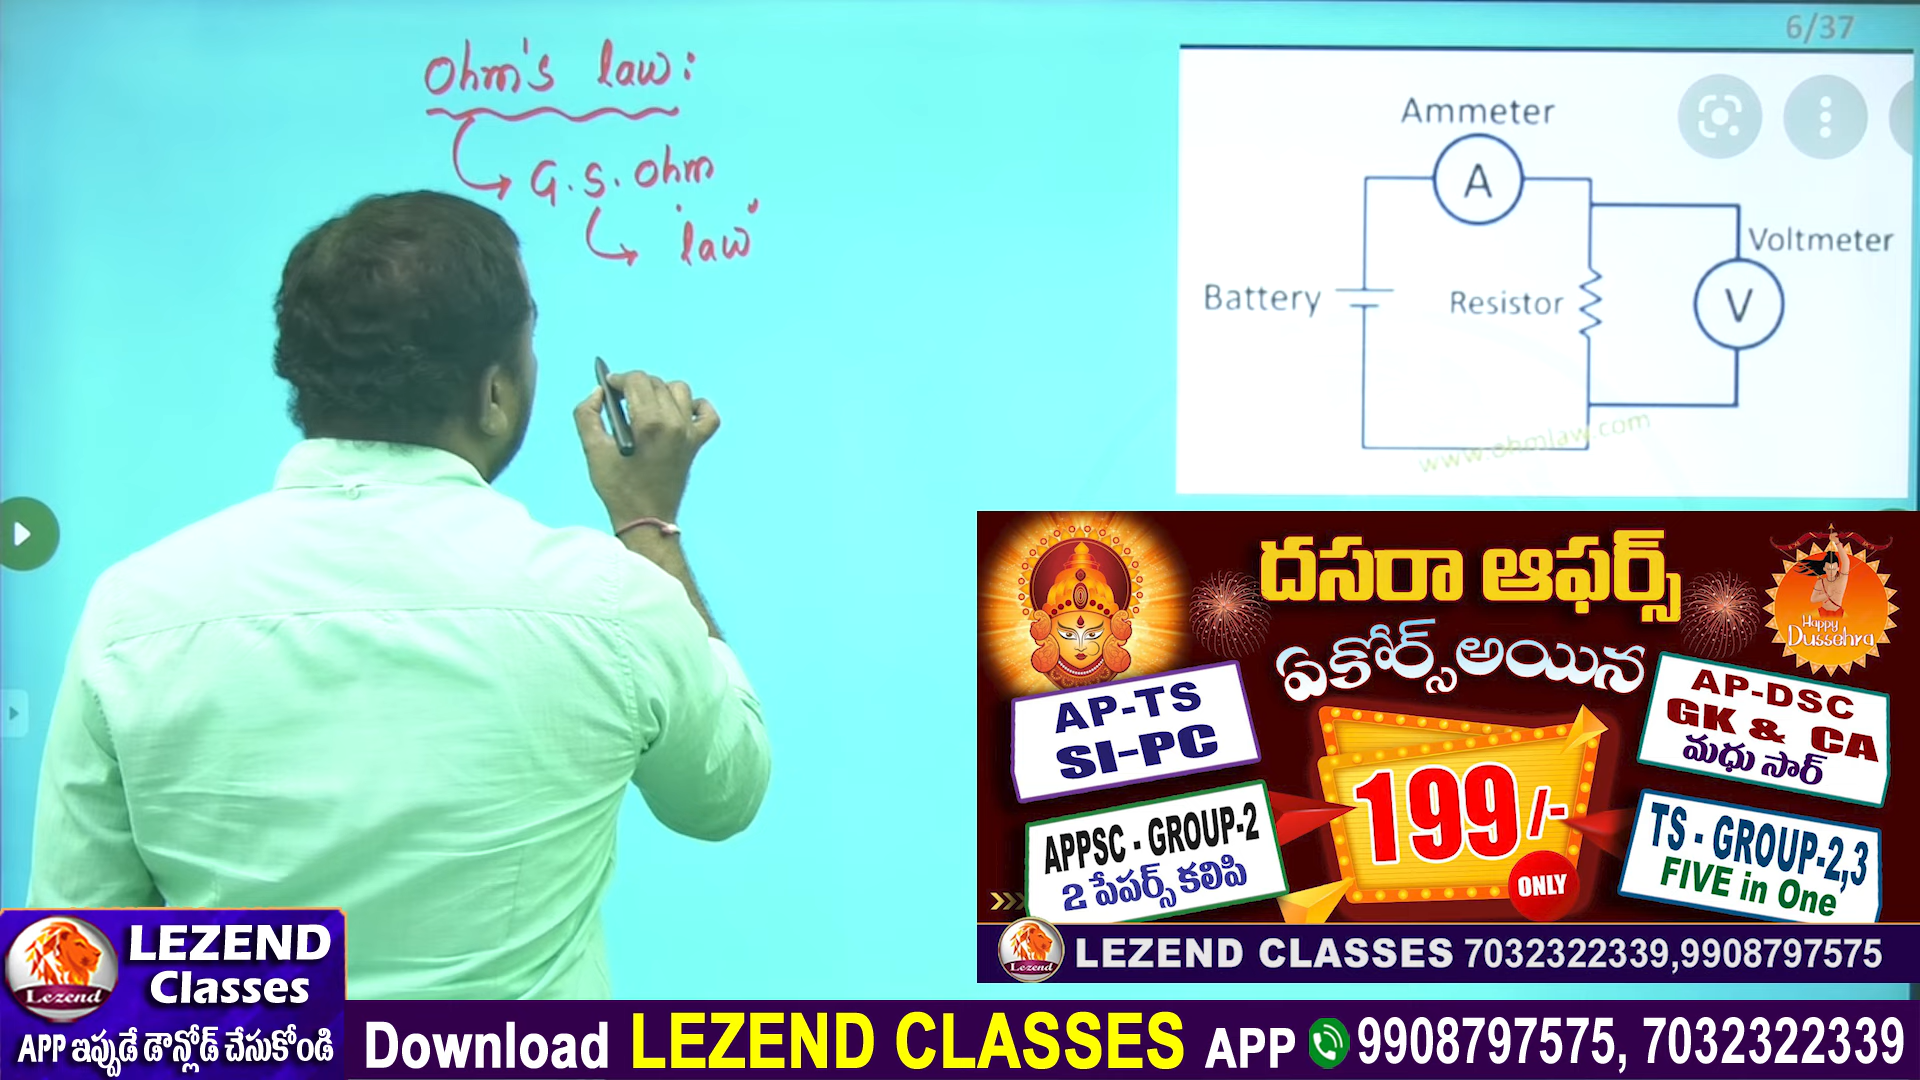 6/37
Ohm's law:
G.S. Ohm
law
Ammeter
A
Voltmeter
Battery
Resistor
V
www.ohmlaw.com
దసరా ఆఫర్స్
ఏ కోర్స్ అయిన
Happy
Dussehra
AP-TS
SI-PC
AP-DSC
GK & CA
మధు సార్
199/-
ONLY
APPSC - GROUP-2
2 పేపర్స్ కలిపి
TS - GROUP-2,3
FIVE in One
Lezend
LEZEND CLASSES 7032322339,9908797575
Lezend
LEZEND
Classes
APP ఇప్పుడే డౌన్లోడ్ చేసుకోండి
Download LEZEND CLASSES APP 9908797575, 7032322339